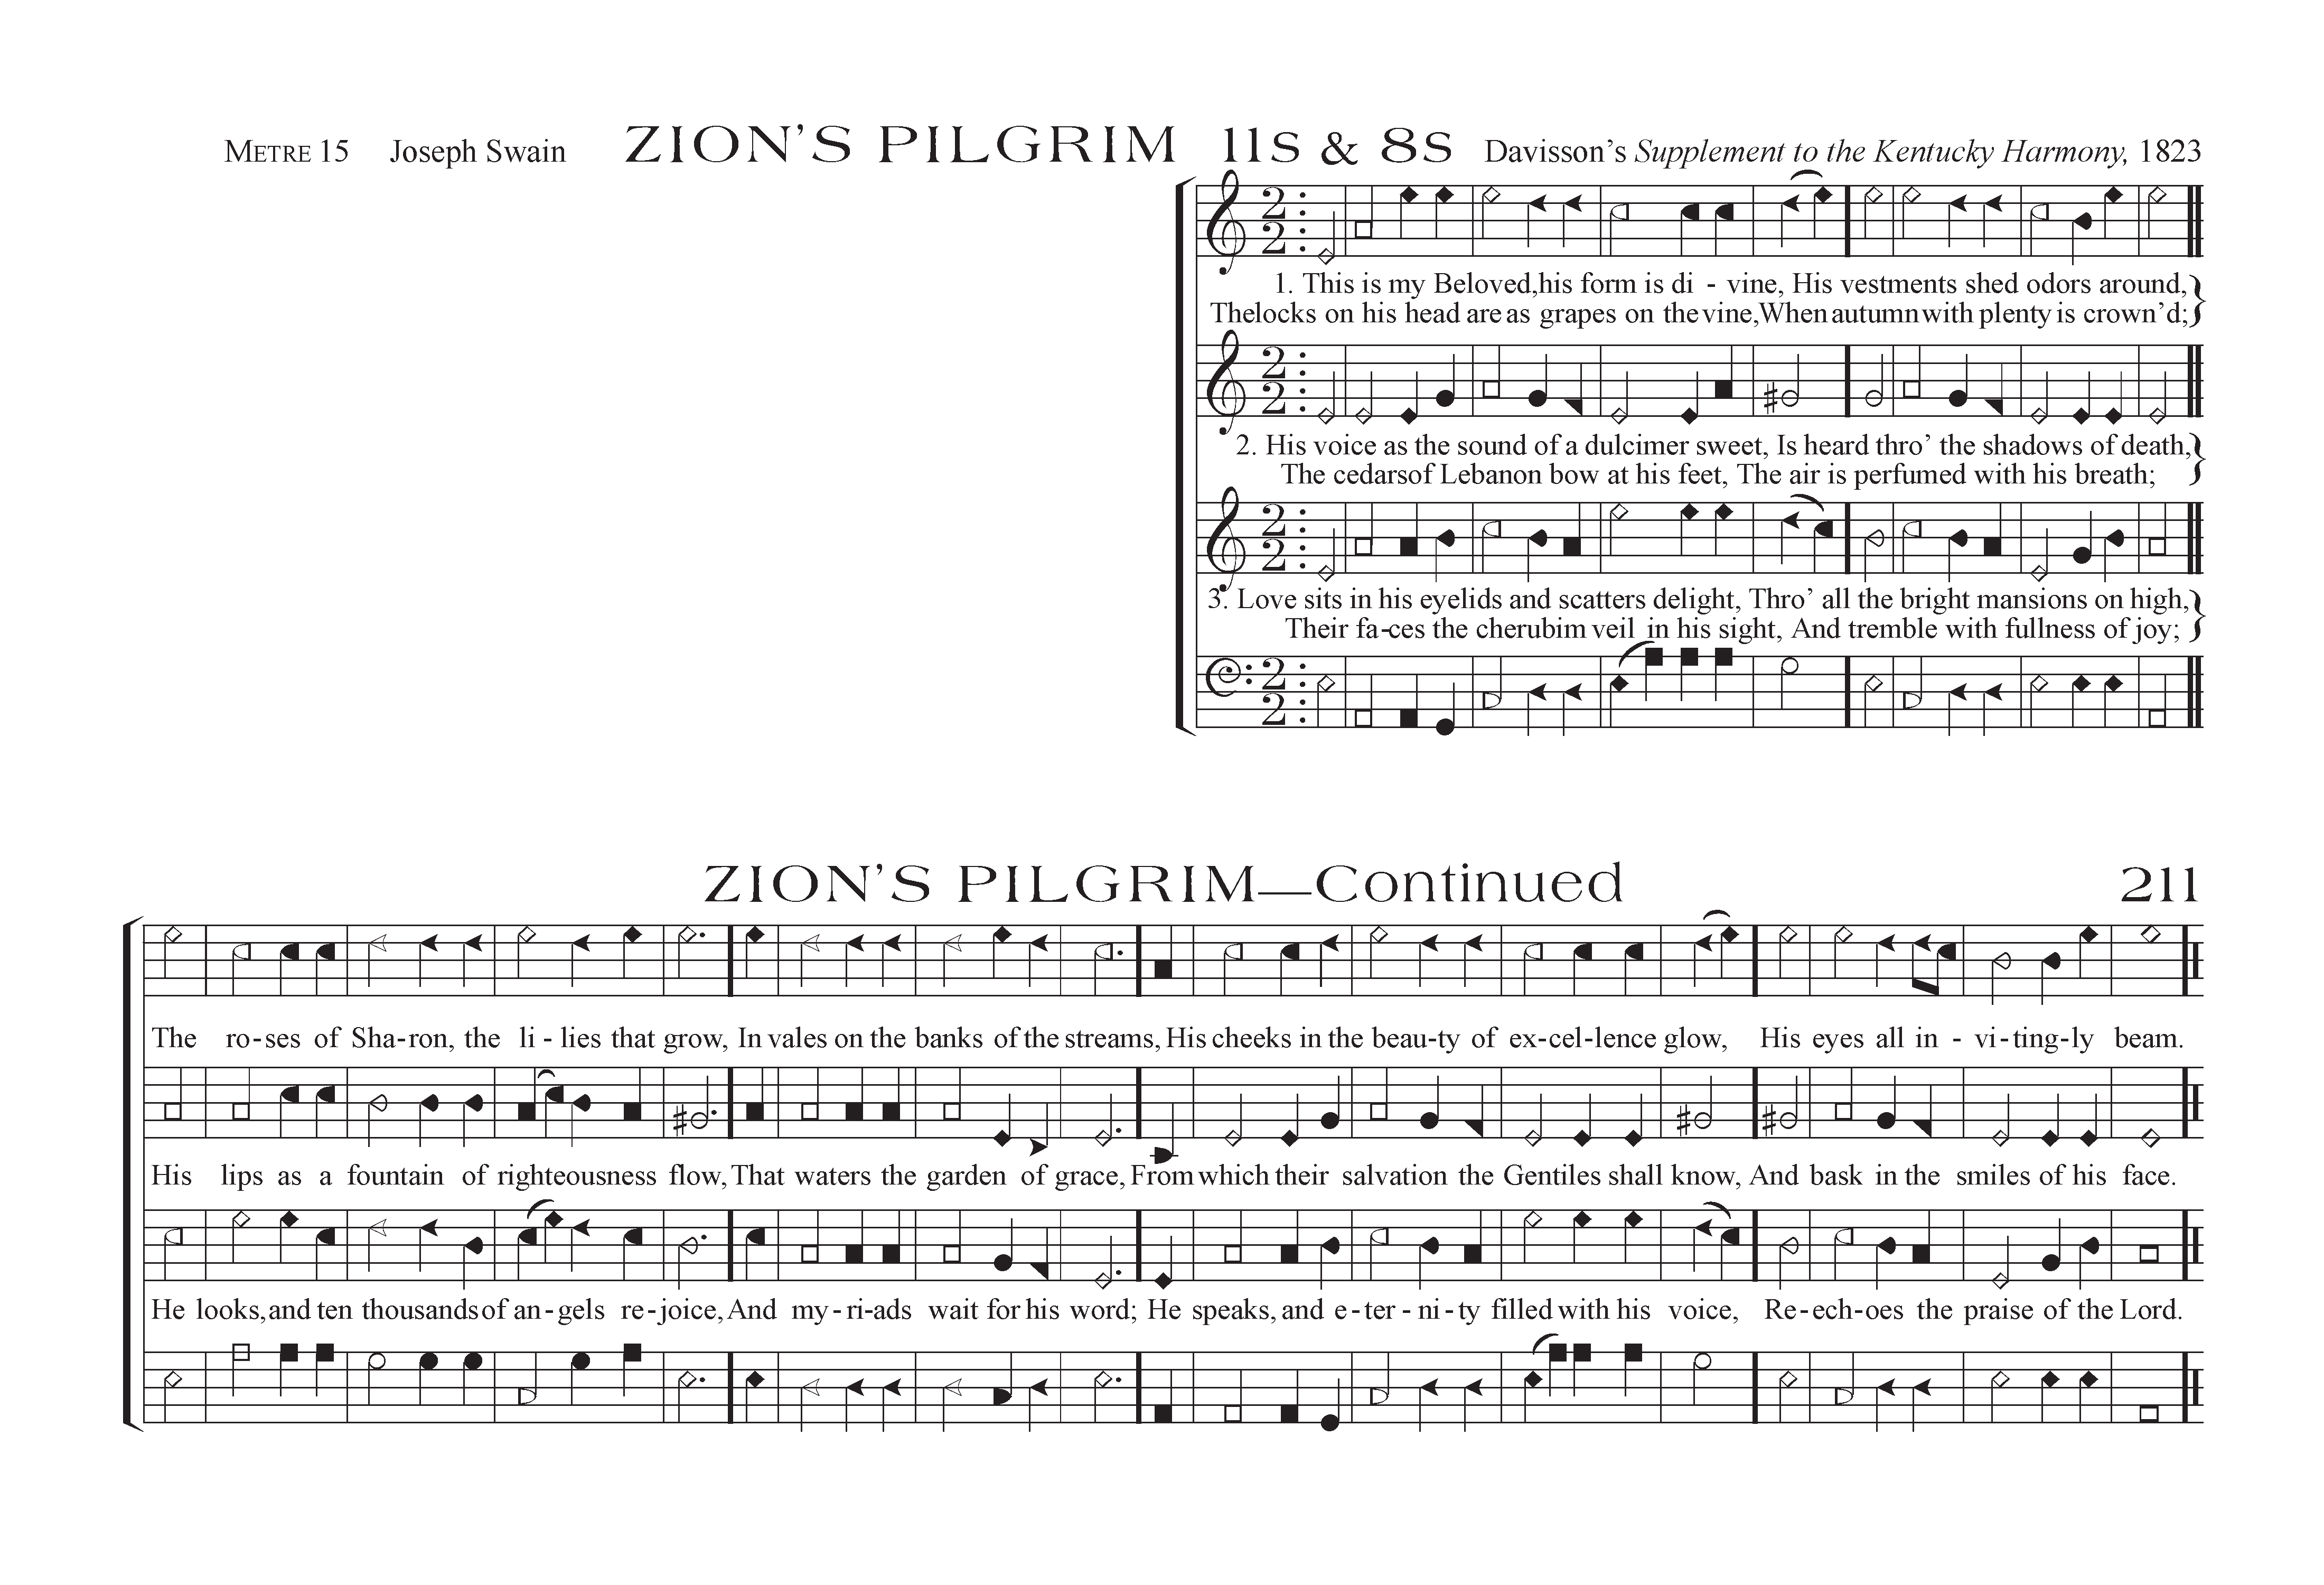 METRE 15 Joseph Swain ZION'S PILGRIM 11s & 8s Davisson's Supplement to the Kentucky Harmony, 1823
2 2
1. This is my Beloved,his form is di - vine, His vestments shed odors around,}
Thelocks on his head are as grapes on the vine,When autumn with plenty is crown'd;
2 2
2. His voice as the sound of a dulcimer sweet, Is heard thro' the shadows of death,}
The cedarsof Lebanon bow at his feet, The air is perfumed with his breath;
2 2
3. Love sits in his eyelids and scatters delight, Thro' all the bright mansions on high,}
Their fa-ces the cherubim veil in his sight, And tremble with fullness of joy;
2 2
ZION'S PILGRIM—Continued 211
The ro-ses of Sha-ron, the li - lies that grow, In vales on the banks of the streams, His cheeks in the beau-ty of ex-cel-lence glow, His eyes all in - vi-ting-ly beam.
His lips as a fountain of righteousness flow, That waters the garden of grace, From which their salvation the Gentiles shall know, And bask in the smiles of his face.
He looks, and ten thousands of an-gels re-joice, And my-ri-ads wait for his word; He speaks, and e-ter-ni-ty filled with his voice, Re-ech-oes the praise of the Lord.